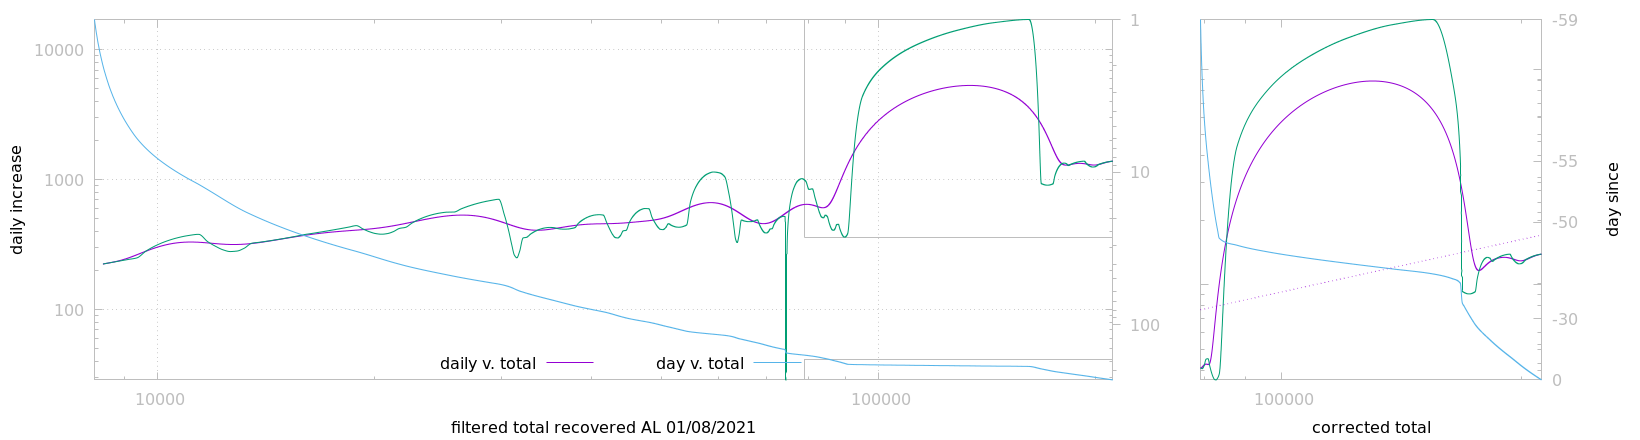 daily increase
10000
1000
100
10000
100000
1
10
100
daily v. total
day v. total
filtered total recovered AL 01/08/2021
100000
-59
-55
-50
-30
0
day since
corrected total